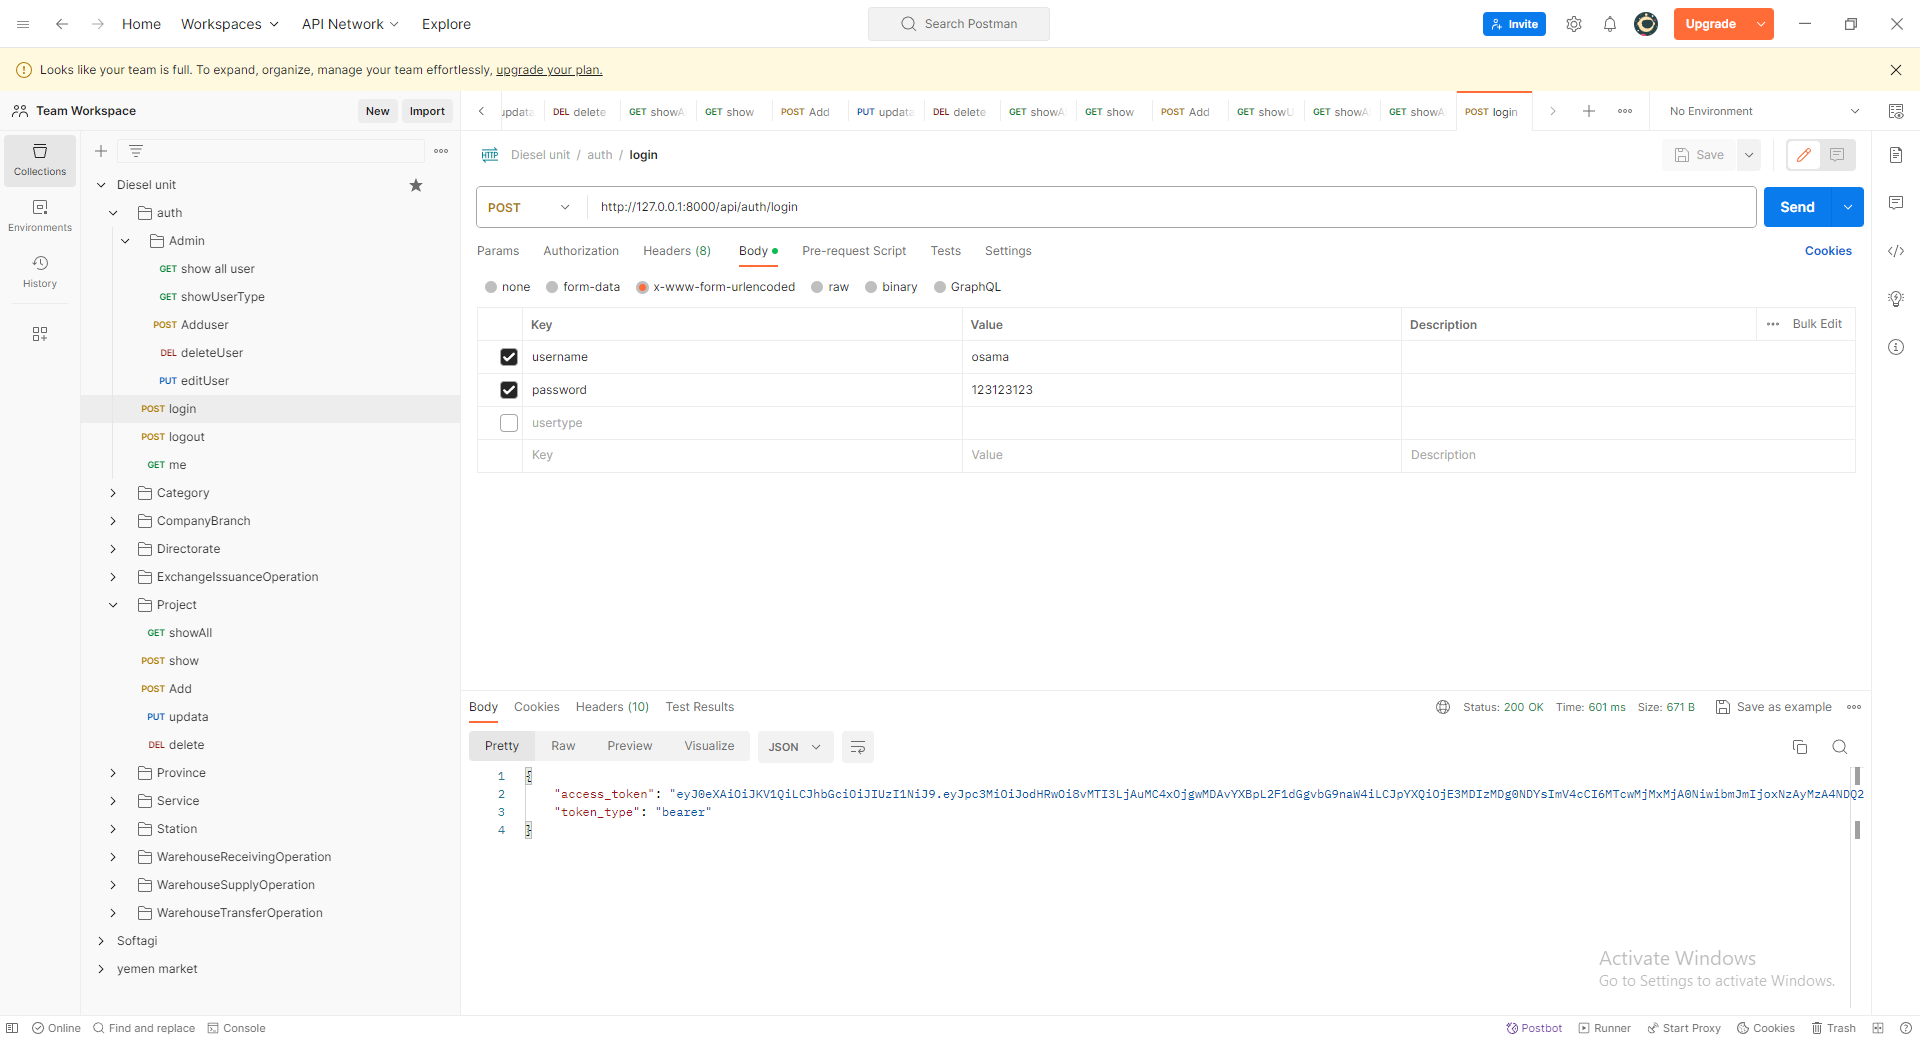 Home Workspaces API Network Explore Search Postman Invite Upgrade
Looks like your team is full. To expand, organize, manage your team effortlessly, upgrade your plan.
Team Workspace New Import
updata DEL delete GET showA GET show POST Add PUT updata DEL delete GET showA GET show POST Add GET showU GET showA GET showA POST login No Environment
Collections
Environments
History
Diesel unit
auth
Admin
GET show all user
GET showUserType
POST Adduser
DEL deleteUser
PUT editUser
POST login
POST logout
GET me
Category
CompanyBranch
Directorate
ExchangeIssuanceOperation
Project
GET showAll
POST show
POST Add
PUT updata
DEL delete
Province
Service
Station
WarehouseReceivingOperation
WarehouseSupplyOperation
WarehouseTransferOperation
Softagi
yemen market
HTTP Diesel unit / auth / login Save
POST http://127.0.0.1:8000/api/auth/login Send
Params Authorization Headers (8) Body Pre-request Script Tests Settings Cookies
none form-data x-www-form-urlencoded raw binary GraphQL
Key Value Description Bulk Edit
username osama
password 123123123
usertype
Key Value Description
Body Cookies Headers (10) Test Results Status: 200 OK Time: 601 ms Size: 671 B Save as example
Pretty Raw Preview Visualize JSON
1 {
2 "access_token": "eyJ0eXAiOiJKV1QiLCJhbGciOiJIUzI1NiJ9.eyJpc3MiOiJodHRwOi8vMTI3LjAuMC4xOjgwMDAvYXBpL2F1dGgvbG9naW4iLCJpYXQiOjE3MDIzMDg0NDYsImV4cCI6MTcwMjMxMjA0NiwibmJmIjoxNzAyMzA4NDQ2
3 "token_type": "bearer"
4 }
Activate Windows
Go to Settings to activate Windows.
Online Find and replace Console Postbot Runner Start Proxy Cookies Trash